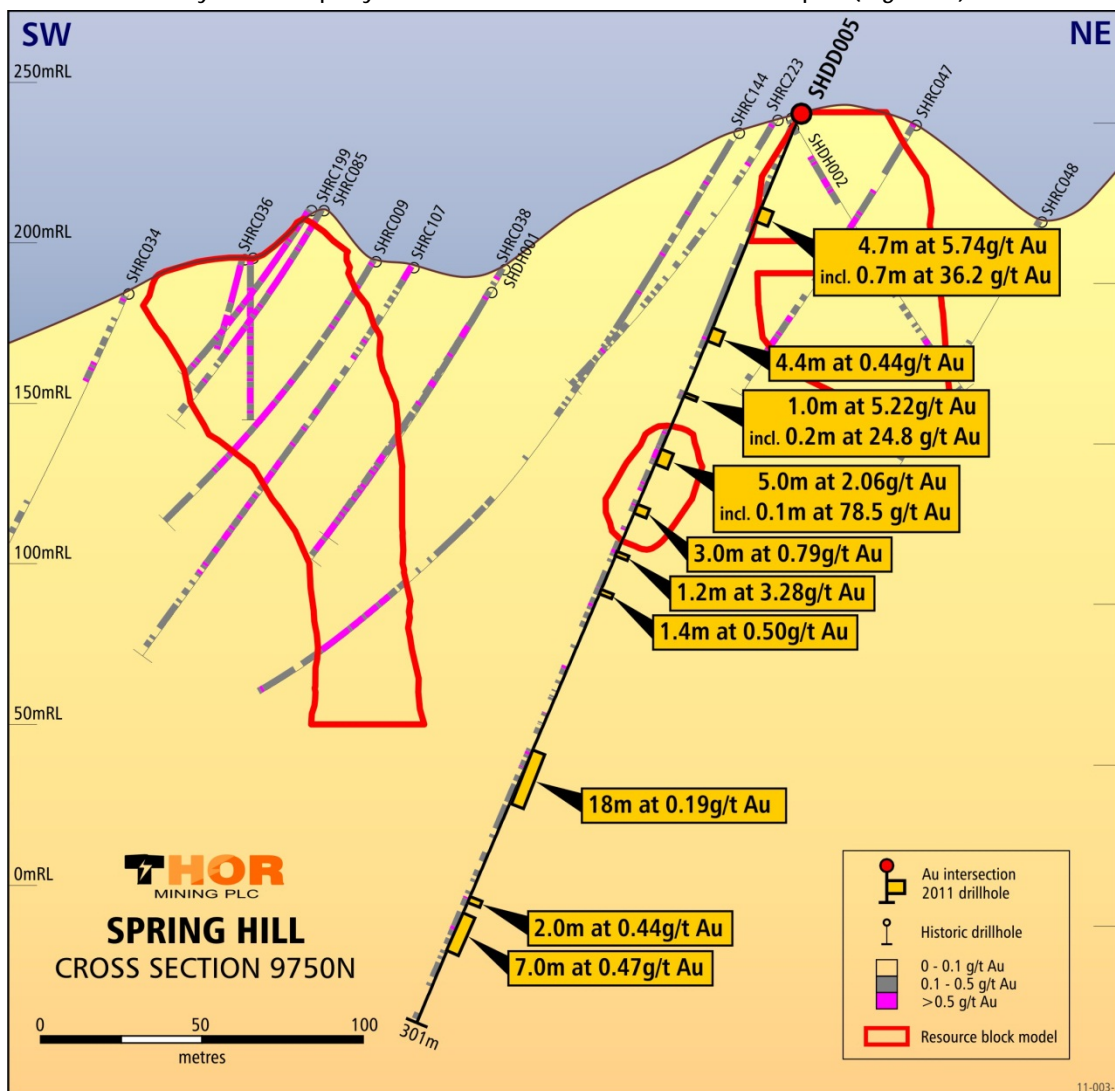 SW
NE
250mRL
200mRL
150mRL
100mRL
50mRL
0mRL
SHRC034
SHRC036
SHRC199
SHRC085
SHRC009
SHRC107
SHRC038
SHDH001
SHRC144
SHRC223
SHDD005
SHDH002
SHRC047
SHRC048
4.7m at 5.74g/t Au
incl. 0.7m at 36.2 g/t Au
4.4m at 0.44g/t Au
1.0m at 5.22g/t Au
incl. 0.2m at 24.8 g/t Au
5.0m at 2.06g/t Au
incl. 0.1m at 78.5 g/t Au
3.0m at 0.79g/t Au
1.2m at 3.28g/t Au
1.4m at 0.50g/t Au
18m at 0.19g/t Au
2.0m at 0.44g/t Au
7.0m at 0.47g/t Au
301m
THOR
MINING PLC
SPRING HILL
CROSS SECTION 9750N
0 50 100
metres
Au intersection
2011 drillhole
Historic drillhole
0 - 0.1 g/t Au
0.1 - 0.5 g/t Au
>0.5 g/t Au
Resource block model